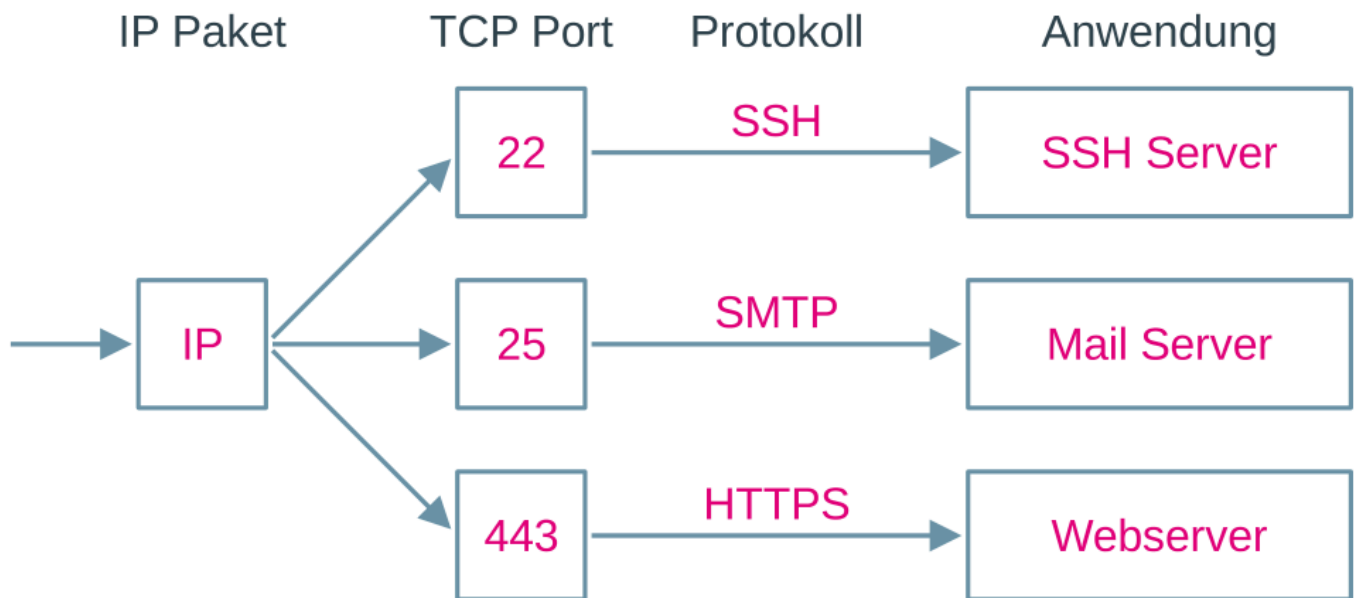 IP Paket
TCP Port
Protokoll
Anwendung
22
SSH
SSH Server
IP
25
SMTP
Mail Server
443
HTTPS
Webserver